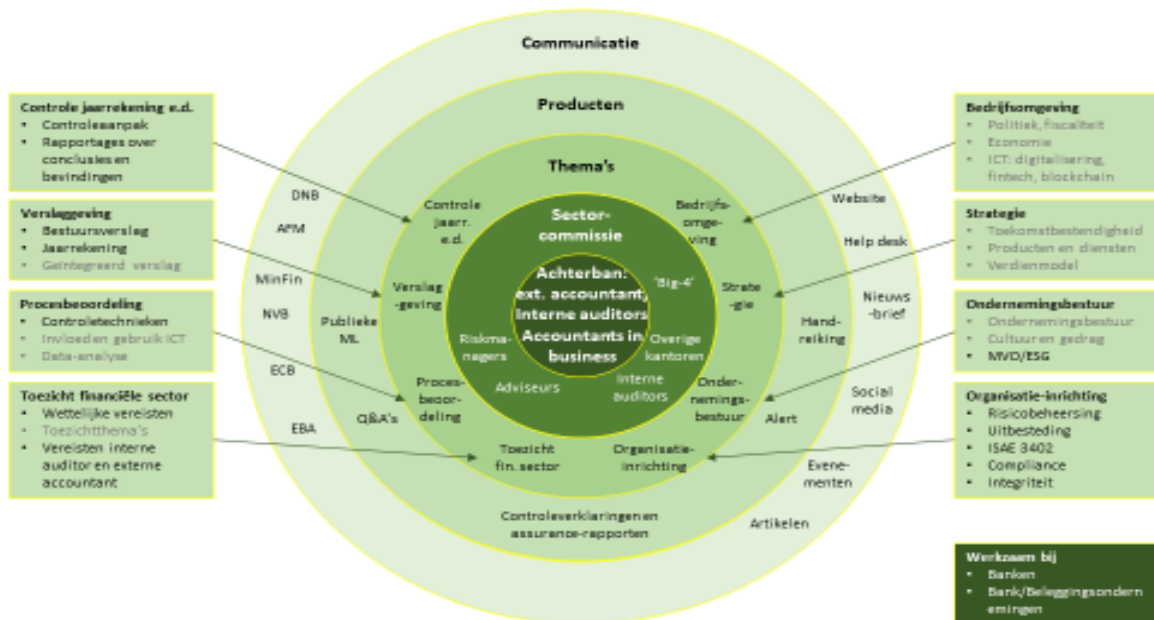 Communicatie
Producten
Thema's
Sector-
commissie
Achterban:
ext. accountant,
Interne auditors
Accountants in
business
'Big-4'
Overige
kantoren
Interne
auditors
Adviseurs
Riskma-
nagers
Controle
jaarr.
e.d.
Verslag
-geving
Proces-
beoor-
deling
Toezicht
fin. sector
Organisatie-
inrichting
Onder-
nemings-
bestuur
Strate
-gie
Bedrijfs-
omge-
ving
Publieke
ML
Q&A's
Controleverklaringen en
assurance-rapporten
Alert
Hand-
reiking
DNB
AFM
MinFin
NVB
ECB
EBA
Website
Help desk
Nieuws
-brief
Social
media
Evene-
menten
Artikelen
Controle jaarrekening e.d.
• Controleaanpak
• Rapportages over
conclusies en
bevindingen
Verslaggeving
• Bestuursverslag
• Jaarrekening
• Geïntegreerd verslag
Procesbeoordeling
• Controletechnieken
• Invloed en gebruik ICT
• Data-analyse
Toezicht financiële sector
• Wettelijke vereisten
• Toezichtthema's
• Vereisten interne
auditor en externe
accountant
Bedrijfsomgeving
• Politiek, fiscaliteit
• Economie
• ICT: digitalisering,
fintech, blockchain
Strategie
• Toekomstbestendigheid
• Producten en diensten
• Verdienmodel
Ondernemingsbestuur
• Ondernemingsbestuur
• Cultuur en gedrag
• MVO/ESG
Organisatie-inrichting
• Risicobeheersing
• Uitbesteding
• ISAE 3402
• Compliance
• Integriteit
Werkzaam bij
• Banken
• Bank/Beleggingsondern
emingen